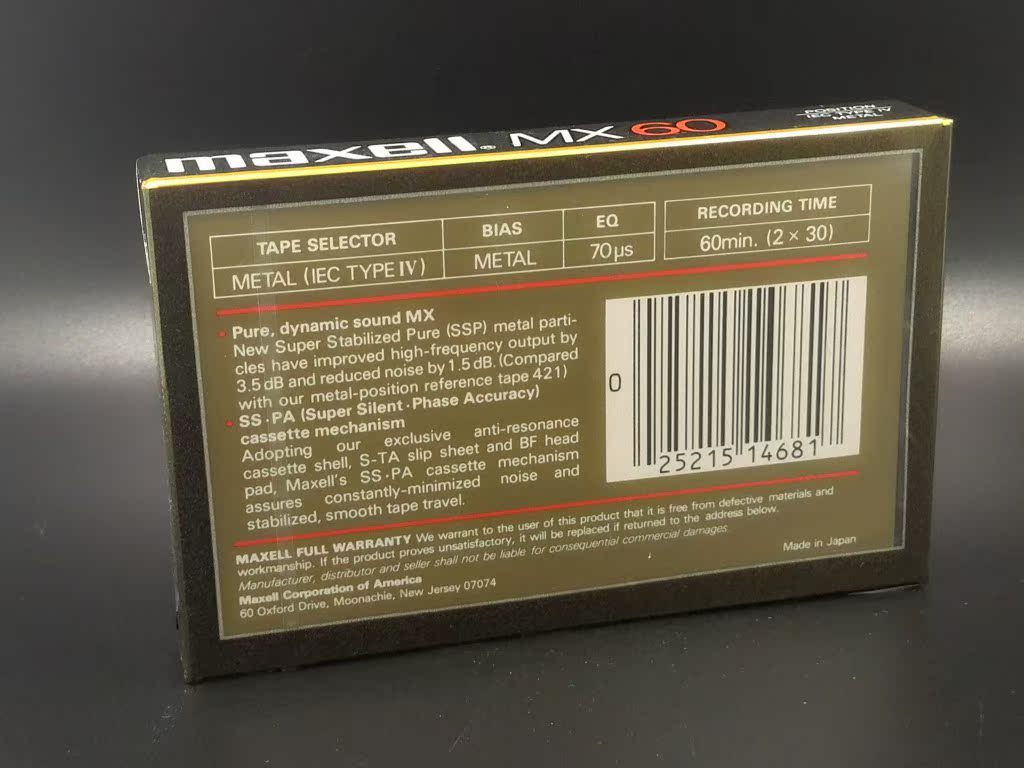 maxell. MX 60
POSITION
IEC TYPE IV
METAL
TAPE SELECTOR BIAS EQ RECORDING TIME
METAL (IEC TYPE IV) METAL 70µs 60min. (2 × 30)
• Pure, dynamic sound MX
New Super Stabilized Pure (SSP) metal parti-
cles have improved high-frequency output by
3.5 dB and reduced noise by 1.5 dB. (Compared
with our metal-position reference tape 421)
• SS·PA (Super Silent·Phase Accuracy)
cassette mechanism
Adopting our exclusive anti-resonance
cassette shell, S-TA slip sheet and BF head
pad, Maxell's SS·PA cassette mechanism
assures constantly-minimized noise and
stabilized, smooth tape travel.
0 25215 14681
MAXELL FULL WARRANTY We warrant to the user of this product that it is free from defective materials and
workmanship. If the product proves unsatisfactory, it will be replaced if returned to the address below.
Manufacturer, distributor and seller shall not be liable for consequential commercial damages.
Maxell Corporation of America
60 Oxford Drive, Moonachie, New Jersey 07074
Made in Japan